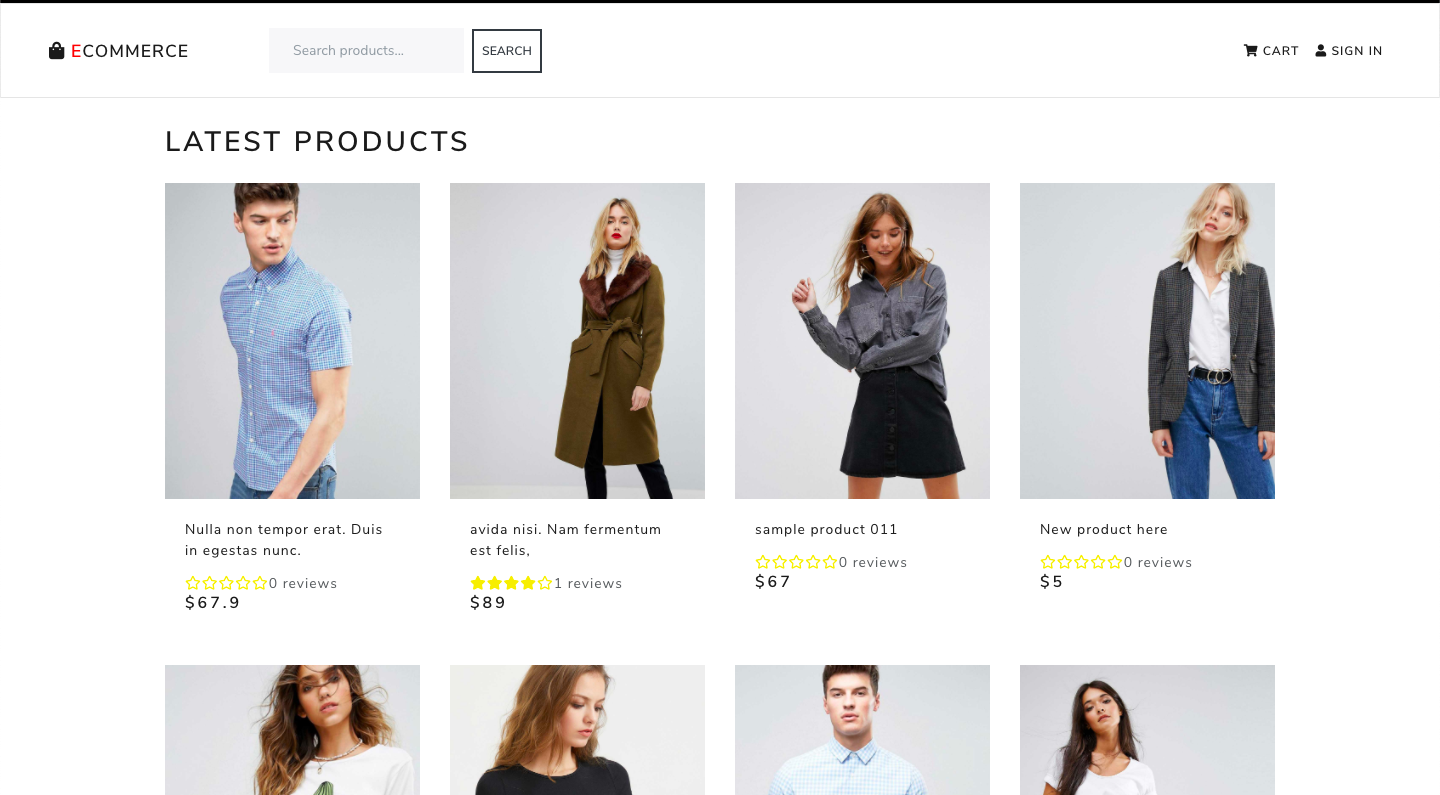 ECOMMERCE
Search products...
SEARCH
CART
SIGN IN
LATEST PRODUCTS
Nulla non tempor erat. Duis
in egestas nunc.
0 reviews
$67.9
avida nisi. Nam fermentum
est felis,
1 reviews
$89
sample product 011
0 reviews
$67
New product here
0 reviews
$5